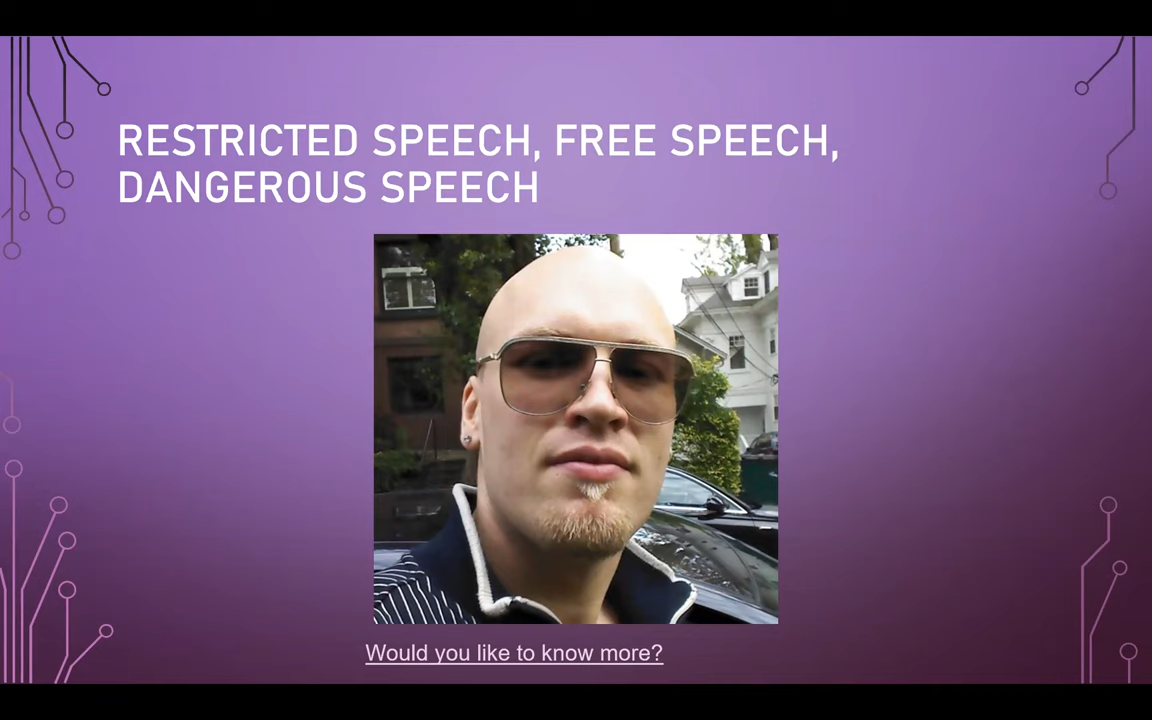 RESTRICTED SPEECH, FREE SPEECH,
DANGEROUS SPEECH
Would you like to know more?